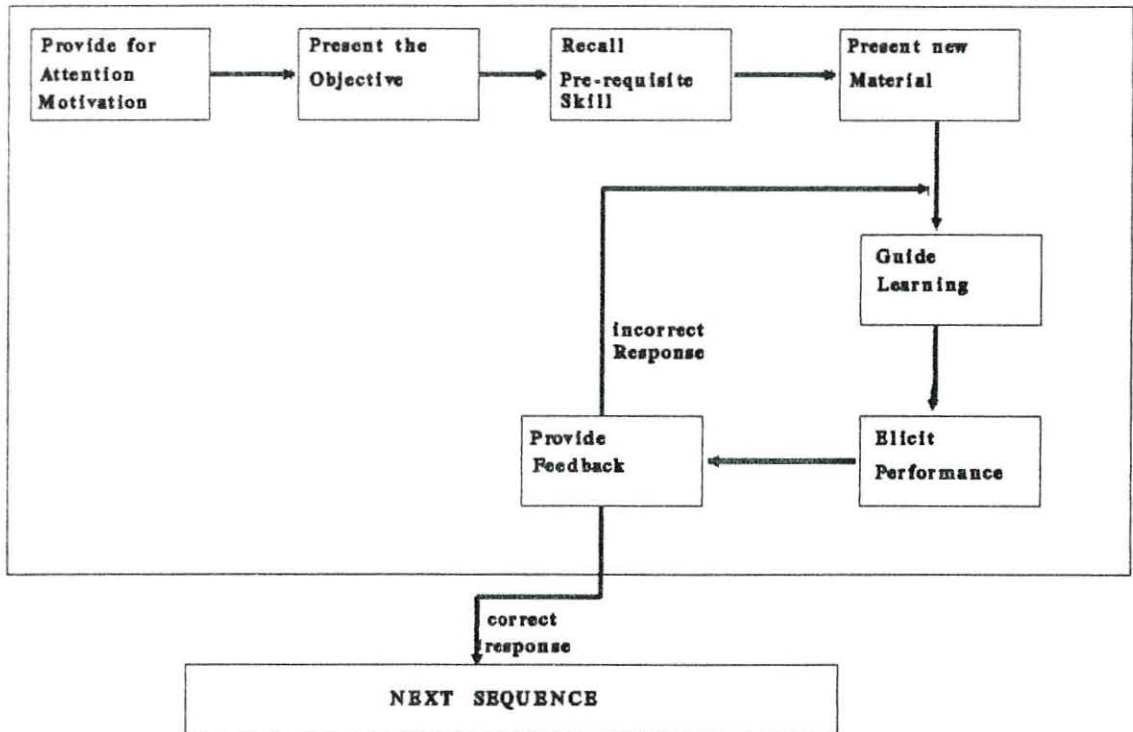 Provide for
Attention
Motivation
Present the
Objective
Recall
Pre-requisite
Skill
Present new
Material
Guide
Learning
incorrect
Response
Provide
Feedback
Elicit
Performance
correct
response
NEXT SEQUENCE